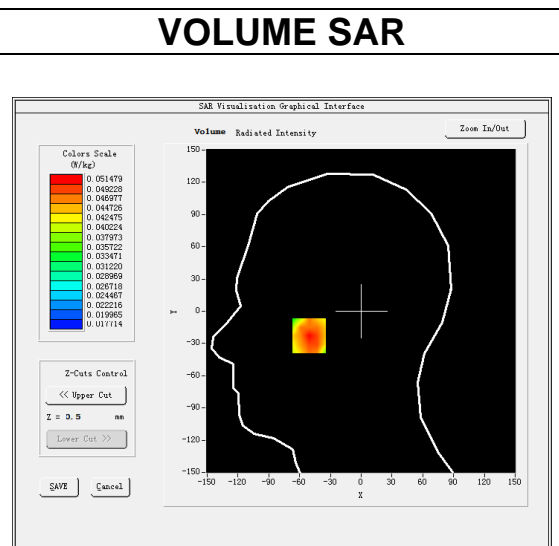 VOLUME SAR
SAR Visualisation Graphical Interface
Volume Radiated Intensity
Zoom In/Out
Colors Scale
(W/kg)
0.051479
0.049228
0.046977
0.044726
0.042475
0.040224
0.037973
0.035722
0.033471
0.031220
0.028969
0.026718
0.024467
0.022216
0.019965
0.017714
Z-Cuts Control
<< Upper Cut
Z = 0.5 mm
Lower Cut >>
SAVE Cancel
150
120
90
60
30
0
-30
-60
-90
-120
-150
Y
-150 -120 -90 -60 -30 0 30 60 90 120 150
X